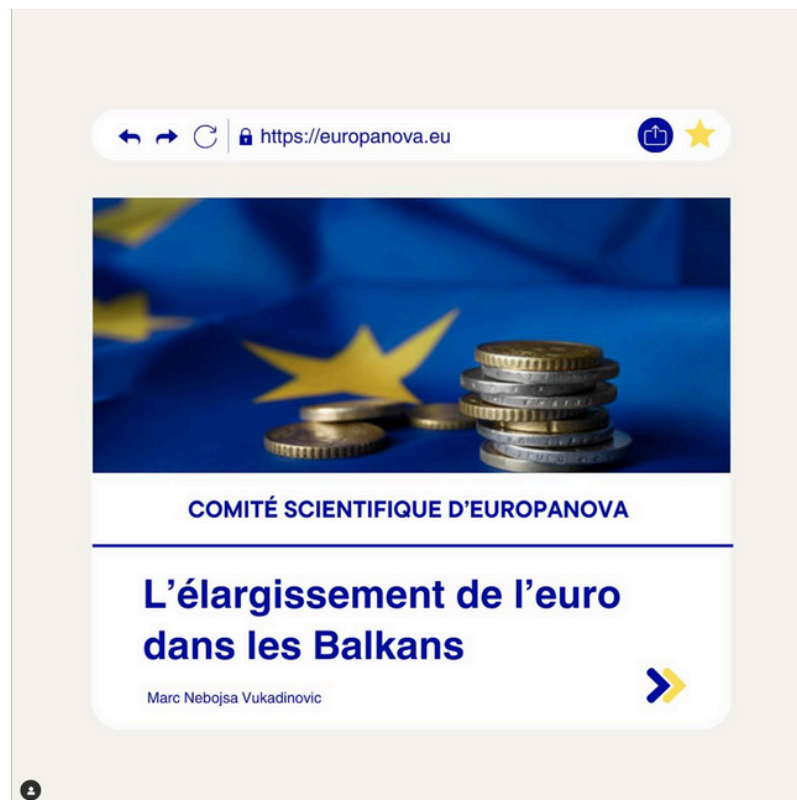 https://europanova.eu
COMITÉ SCIENTIFIQUE D’EUROPANOVA
L’élargissement de l’euro
dans les Balkans
Marc Nebojsa Vukadinovic